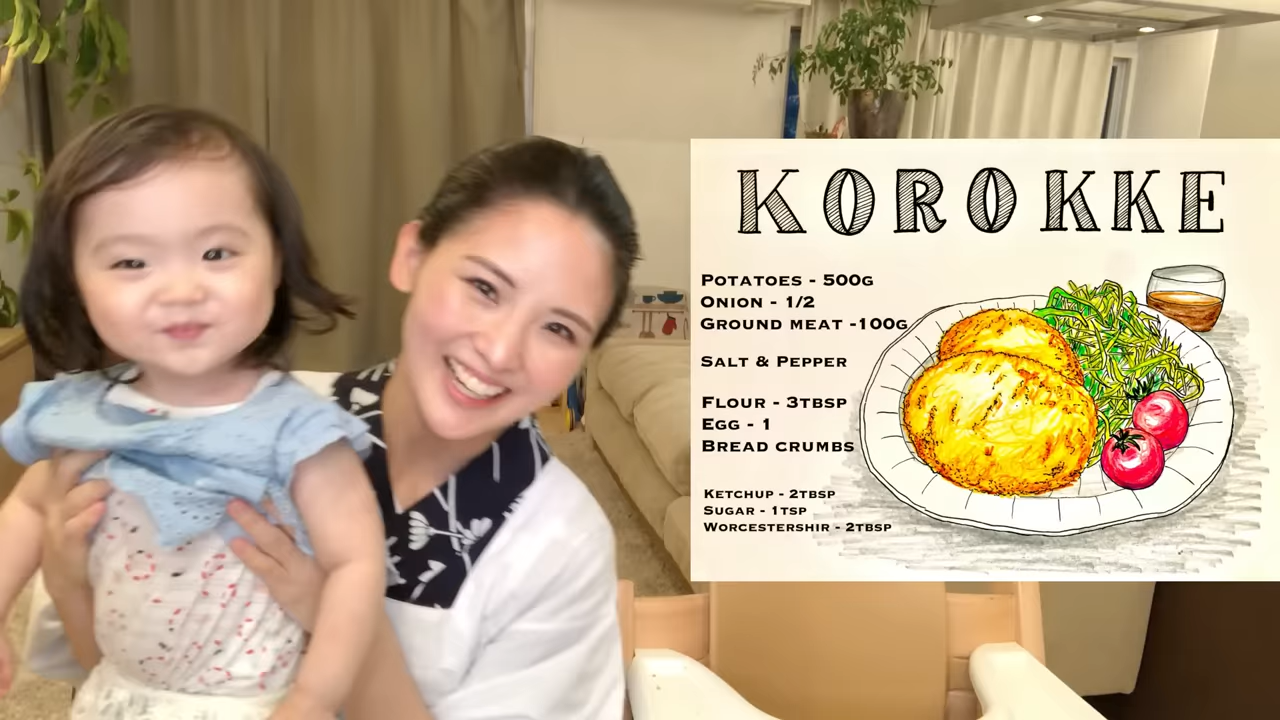 KOROKKE
POTATOES - 500G
ONION - 1/2
GROUND MEAT -100G
SALT & PEPPER
FLOUR - 3TBSP
EGG - 1
BREAD CRUMBS
KETCHUP - 2TBSP
SUGAR - 1TSP
WORCESTERSHIR - 2TBSP